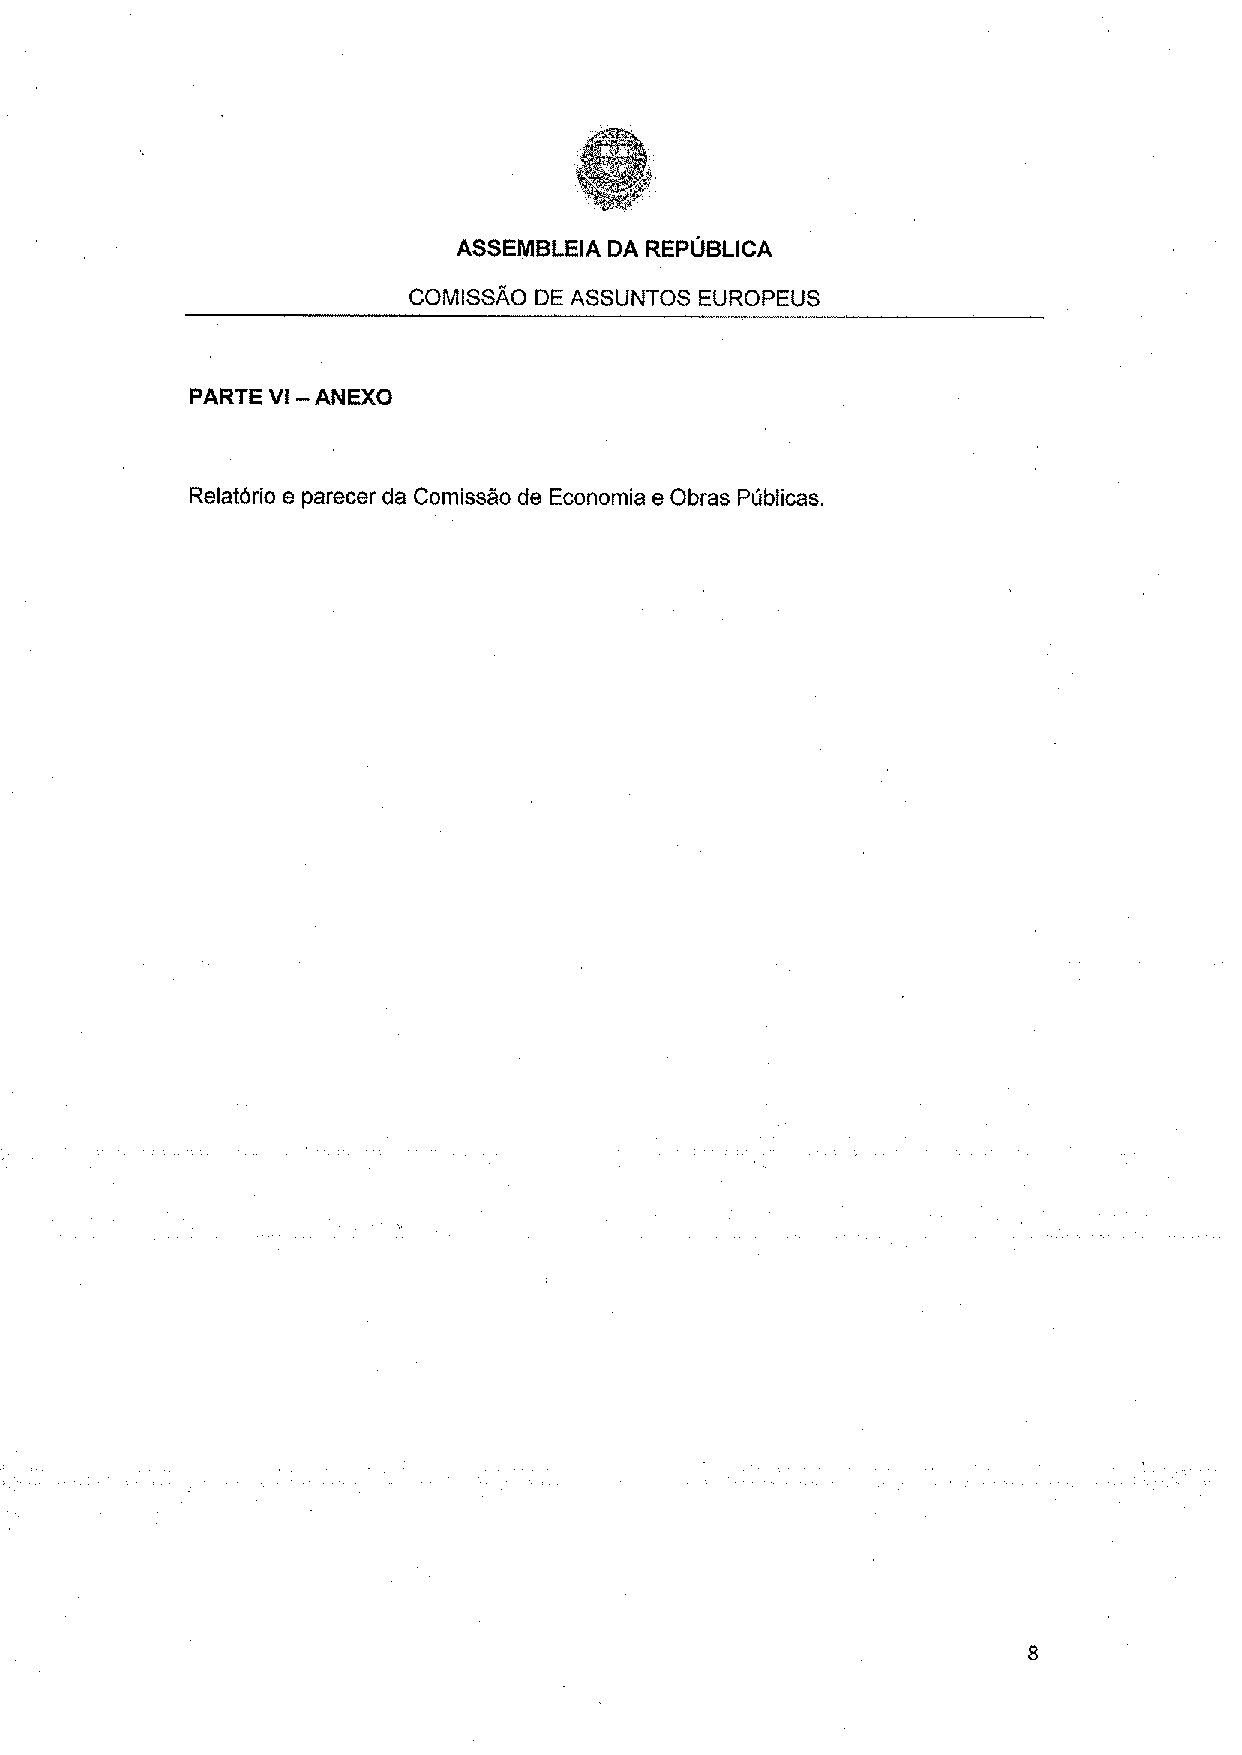 ASSEMBLEIA DA REPÚBLICA
COMISSÃO DE ASSUNTOS EUROPEUS
PARTE VI – ANEXO
Relatório e parecer da Comissão de Economia e Obras Públicas.
8